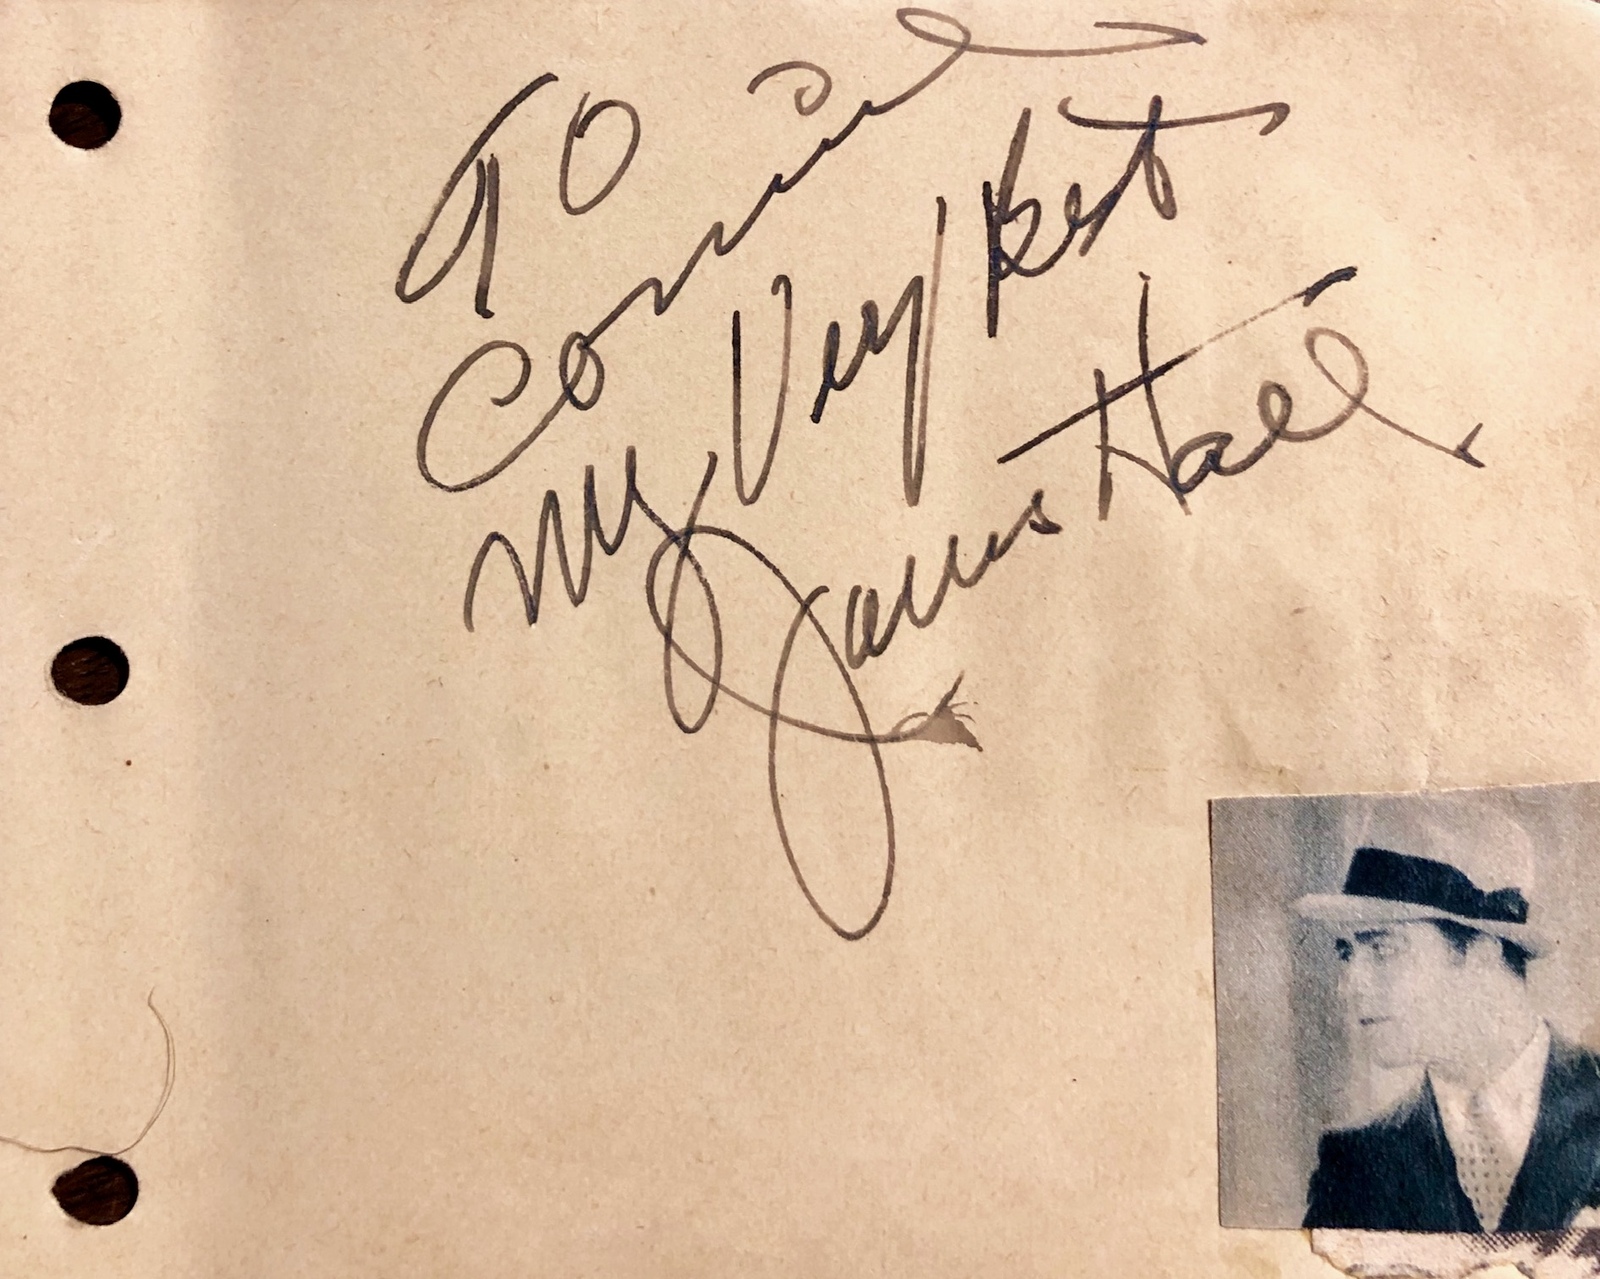 To
Connie
My Very Best
James Hall